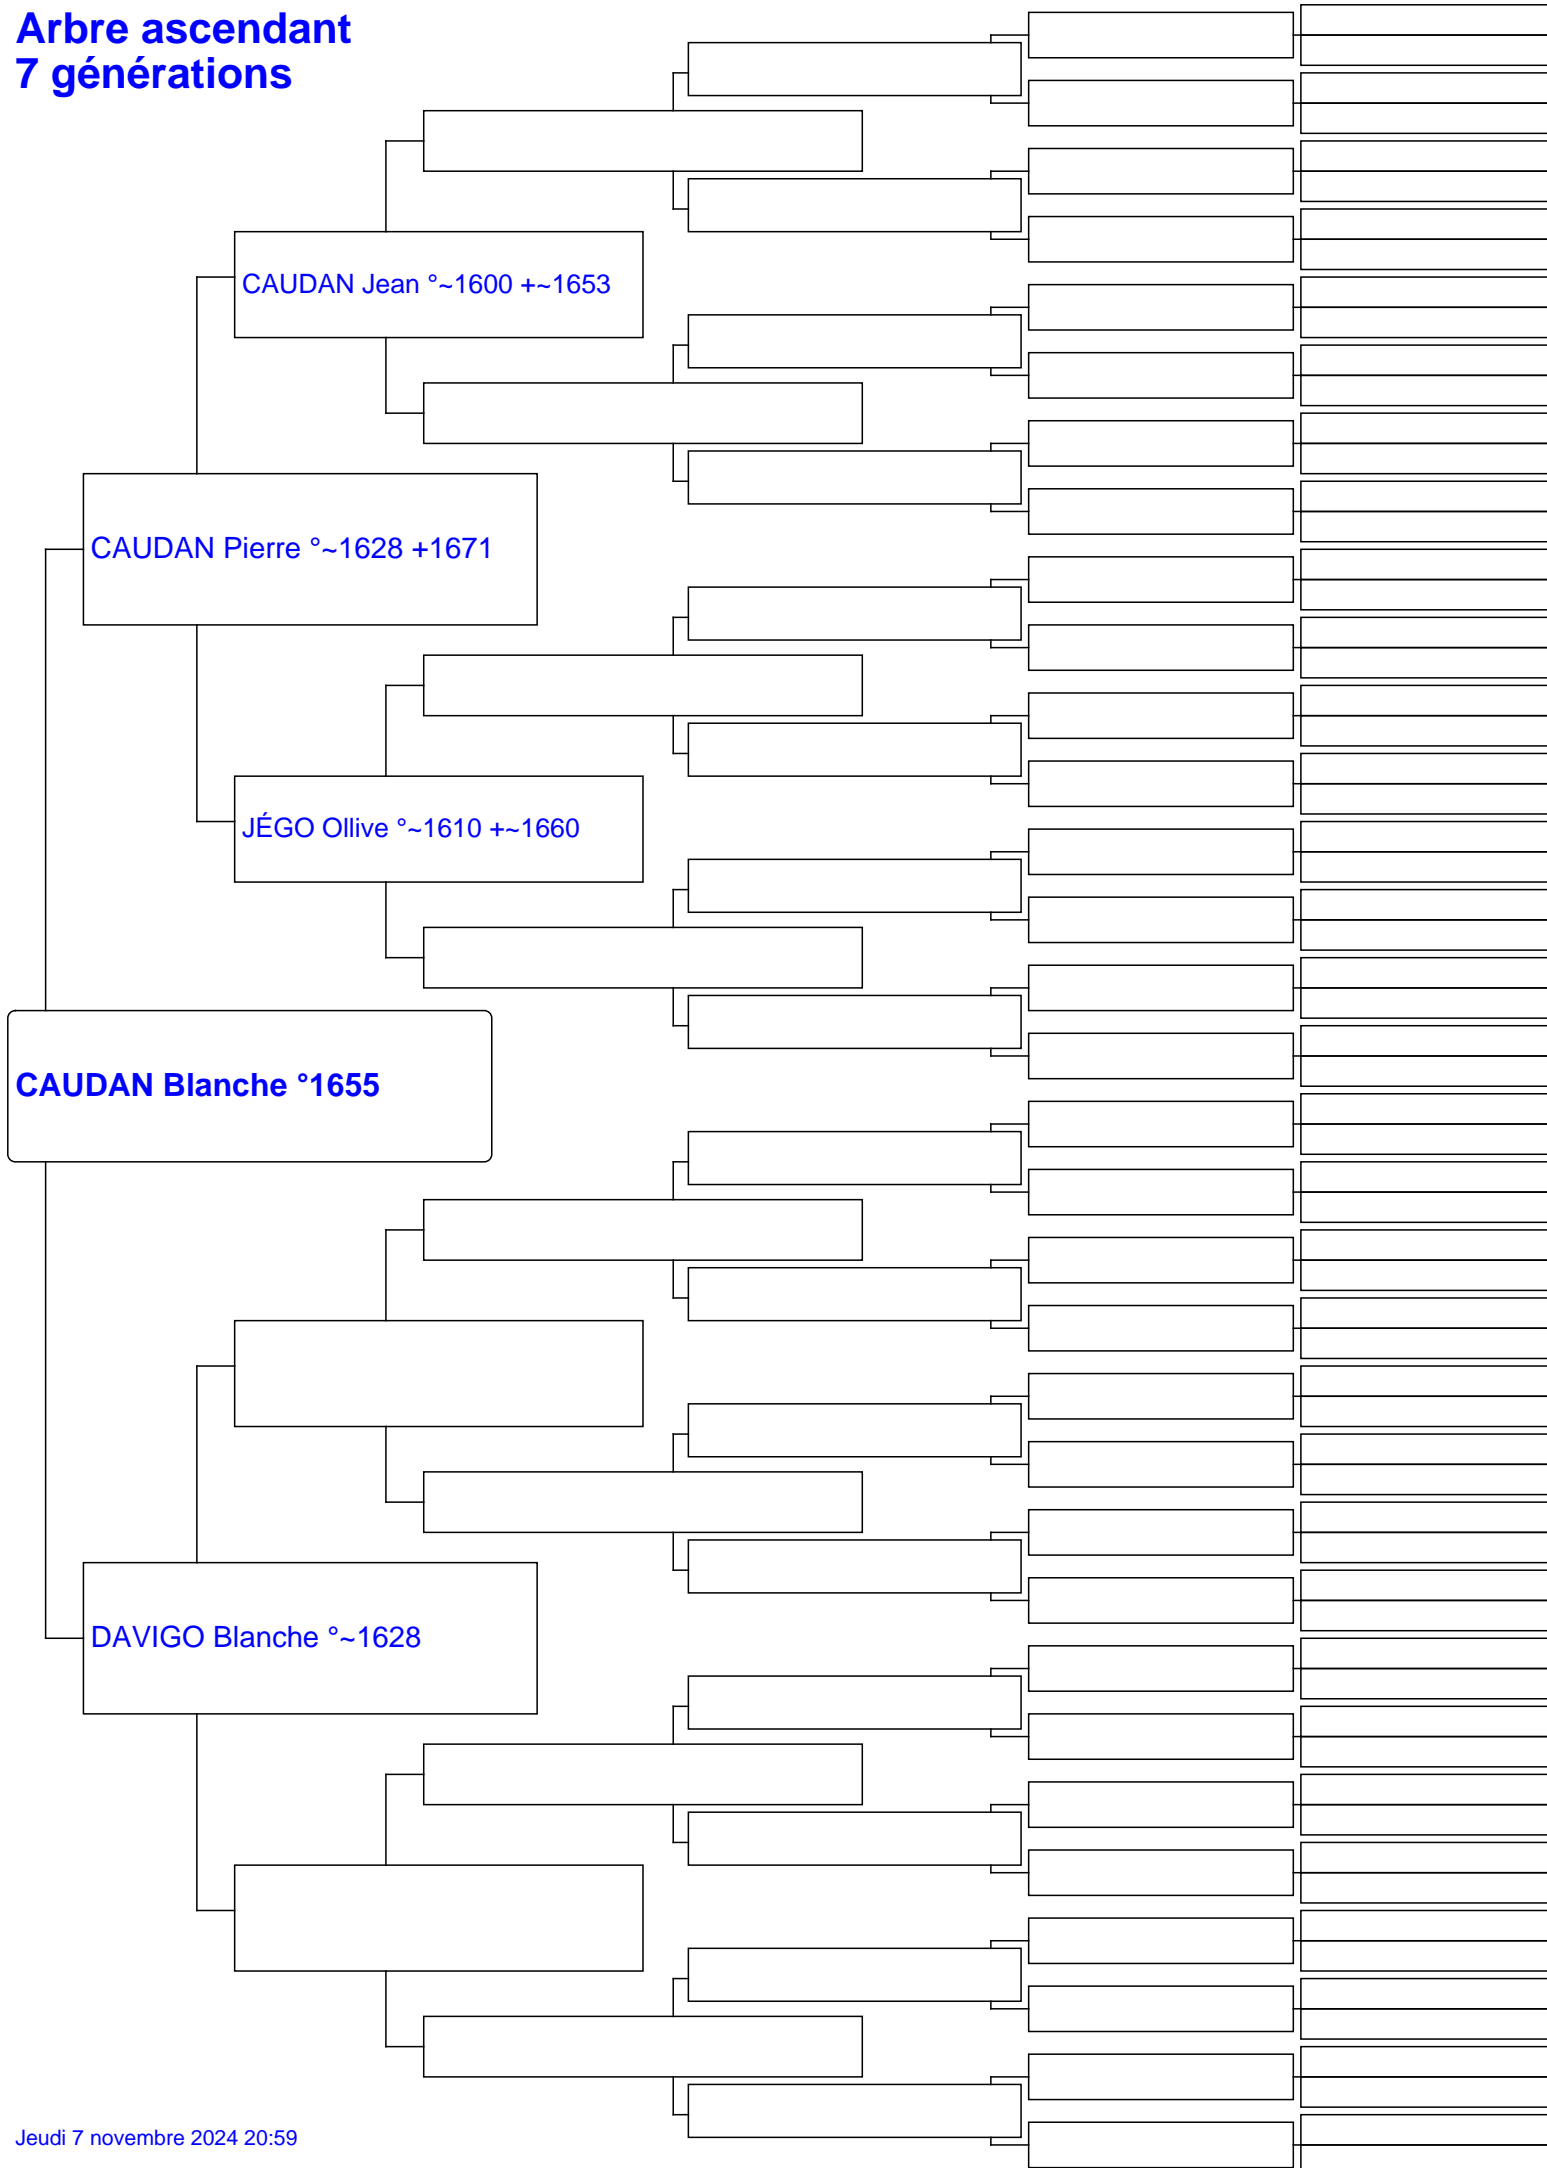 Arbre ascendant
7 générations
CAUDAN Jean °~1600 +~1653
CAUDAN Pierre °~1628 +1671
JÉGO Ollive °~1610 +~1660
CAUDAN Blanche °1655
DAVIGO Blanche °~1628
Jeudi 7 novembre 2024 20:59